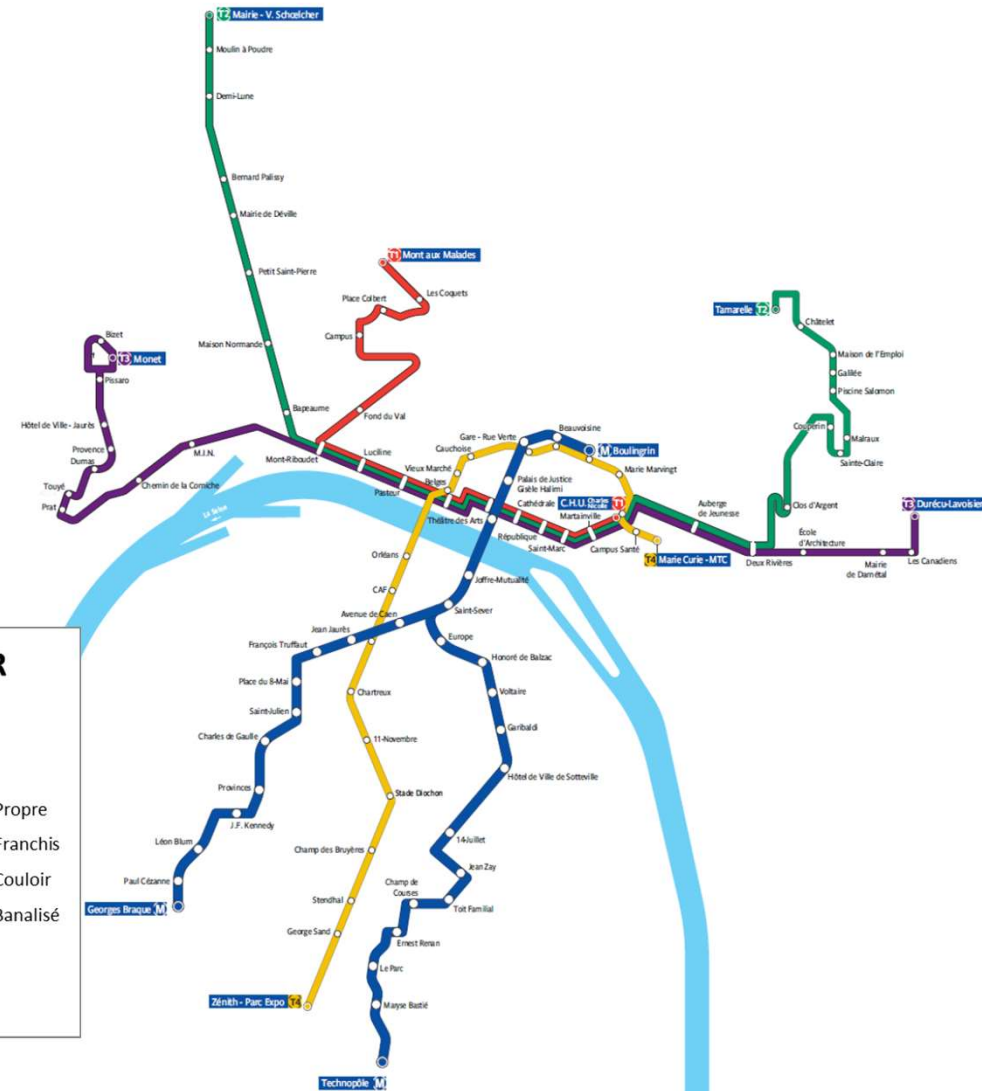 T2 Mairie - V. Schœlcher
Moulin à Poudre
Demi-Lune
Bernard Palissy
Mairie de Déville
Petit Saint-Pierre
Maison Normande
Bapeaume
T1 Mont aux Malades
Les Coquets
Place Colbert
Campus
Fond du Val
Tamarelle T2
Châtelet
Maison de l'Emploi
Galilée
Piscine Salomon
Couperin
Malraux
Sainte-Claire
Clos d'Argent
Bizet
T3 Monet
Pissaro
Hôtel de Ville - Jaurès
Provence
Dumas
Touyé
Prat
M.I.N.
Chemin de la Corniche
La Seine
Mont-Riboudet
Luciline
Pasteur
Vieux Marché
Belges
Cauchoise
Gare - Rue Verte
Beauvoisine
M Boulingrin
Marie Marvingt
Palais de Justice
Gisèle Halimi
Cathédrale
C.H.U. Charles
Nicolle T1
Martainville
Théâtre des Arts
République
Saint-Marc
Campus Santé
T4 Marie Curie - MTC
Auberge
de Jeunesse
Deux Rivières
École
d'Architecture
Mairie
de Darnétal
Les Canadiens
T3 Durécu-Lavoisier
Orléans
CAF
Joffre-Mutualité
Saint-Sever
Avenue de Caen
Jean Jaurès
François Truffaut
Place du 8-Mai
Saint-Julien
Charles de Gaulle
Provinces
J.F. Kennedy
Léon Blum
Paul Cézanne
Georges Braque M
Europe
Honoré de Balzac
Voltaire
Garibaldi
Hôtel de Ville de Sotteville
14-Juillet
Jean Zay
Toit Familial
Champ de
Courses
Ernest Renan
Le Parc
Maryse Bastié
Technopôle M
Chartreux
11-Novembre
Stade Diochon
Champ des Bruyères
Stendhal
George Sand
Zénith - Parc Expo T4
R
Propre
Franchis
Couloir
Banalisé